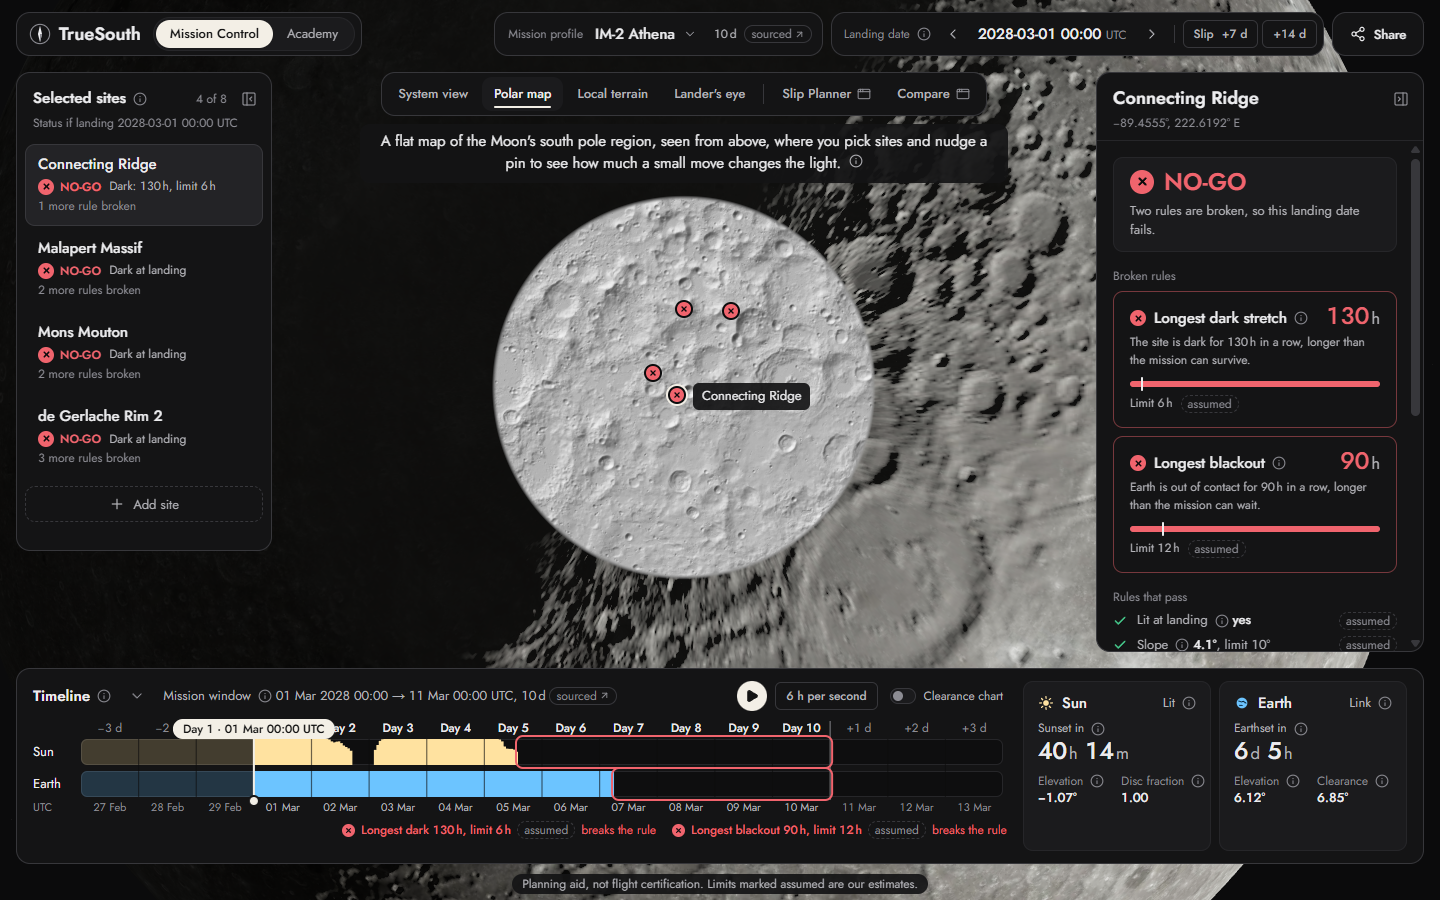 TrueSouth
Mission Control
Academy
Mission profile IM-2 Athena 10 d sourced ↗
Landing date 2028-03-01 00:00 UTC
Slip +7 d +14 d
Share
Selected sites 4 of 8
Status if landing 2028-03-01 00:00 UTC
Connecting Ridge
NO-GO Dark: 130 h, limit 6 h
1 more rule broken
Malapert Massif
NO-GO Dark at landing
2 more rules broken
Mons Mouton
NO-GO Dark at landing
2 more rules broken
de Gerlache Rim 2
NO-GO Dark at landing
3 more rules broken
+ Add site
System view Polar map Local terrain Lander's eye Slip Planner Compare
A flat map of the Moon's south pole region, seen from above, where you pick sites and nudge a
pin to see how much a small move changes the light.
Connecting Ridge
Connecting Ridge
−89.4555°, 222.6192° E
NO-GO
Two rules are broken, so this landing date
fails.
Broken rules
Longest dark stretch 130 h
The site is dark for 130 h in a row, longer than
the mission can survive.
Limit 6 h assumed
Longest blackout 90 h
Earth is out of contact for 90 h in a row, longer
than the mission can wait.
Limit 12 h assumed
Rules that pass
Lit at landing yes assumed
Slope 4.1°, limit 10° assumed
Timeline Mission window 01 Mar 2028 00:00 → 11 Mar 00:00 UTC, 10 d sourced ↗
6 h per second
Clearance chart
−3 d −2 Day 1 · 01 Mar 00:00 UTC ay 2 Day 3 Day 4 Day 5 Day 6 Day 7 Day 8 Day 9 Day 10 +1 d +2 d +3 d
Sun
Earth
UTC 27 Feb 28 Feb 29 Feb 01 Mar 02 Mar 03 Mar 04 Mar 05 Mar 06 Mar 07 Mar 08 Mar 09 Mar 10 Mar 11 Mar 12 Mar 13 Mar
Longest dark 130 h, limit 6 h assumed breaks the rule
Longest blackout 90 h, limit 12 h assumed breaks the rule
Sun Lit
Sunset in
40 h 14 m
Elevation Disc fraction
−1.07° 1.00
Earth Link
Earthset in
6 d 5 h
Elevation Clearance
6.12° 6.85°
Planning aid, not flight certification. Limits marked assumed are our estimates.